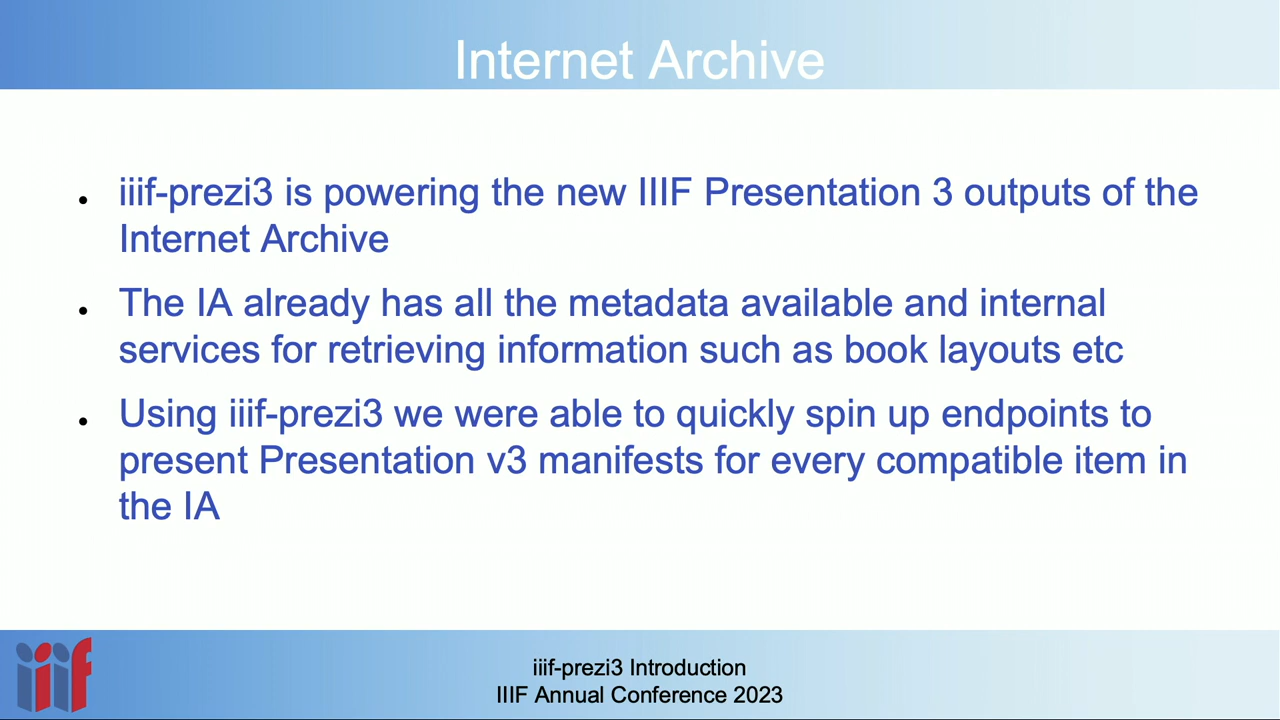 Internet Archive
iiif-prezi3 is powering the new IIIF Presentation 3 outputs of the
Internet Archive
The IA already has all the metadata available and internal
services for retrieving information such as book layouts etc
Using iiif-prezi3 we were able to quickly spin up endpoints to
present Presentation v3 manifests for every compatible item in
the IA
iiif
iiif-prezi3 Introduction
IIIF Annual Conference 2023